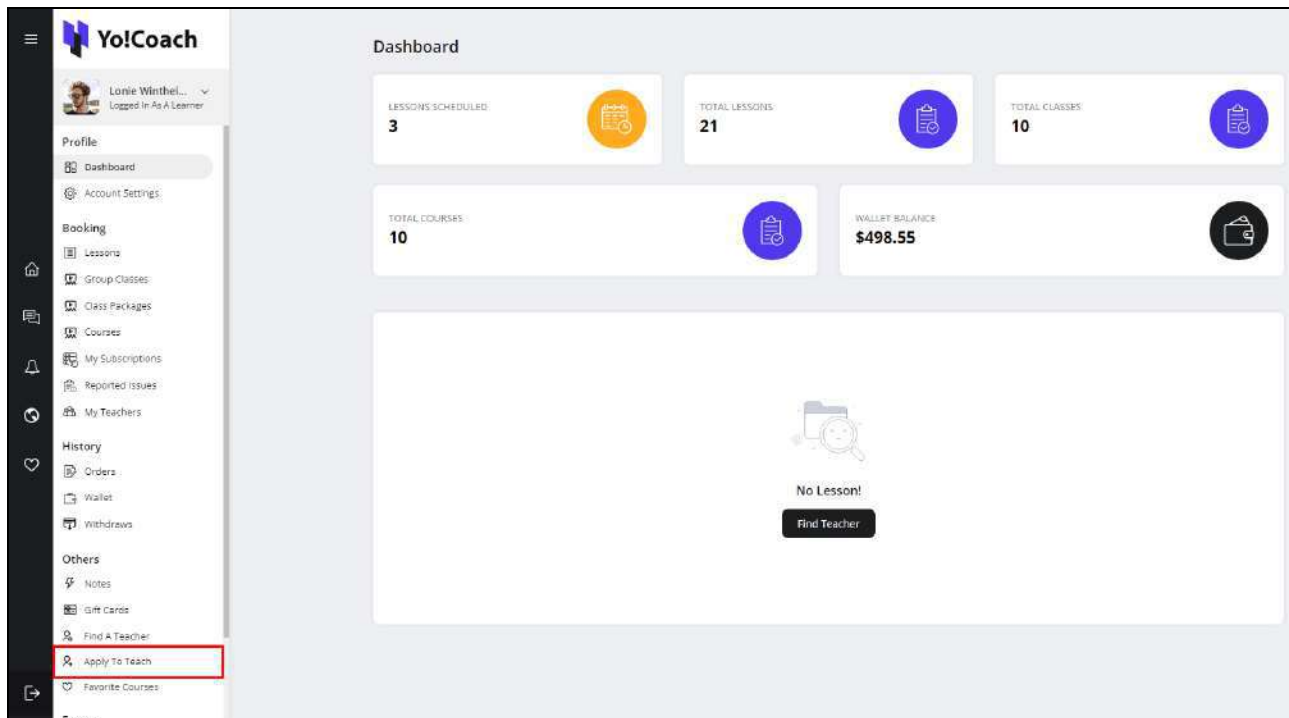 Yo!Coach
Lonie Winthei...
Logged In As A Learner
Profile
Dashboard
Account Settings
Booking
Lessons
Group Classes
Class Packages
Courses
My Subscriptions
Reported Issues
My Teachers
History
Orders
Wallet
Withdraws
Others
Notes
Gift Cards
Find A Teacher
Apply To Teach
Favorite Courses
Dashboard
LESSONS SCHEDULED
3
TOTAL LESSONS
21
TOTAL CLASSES
10
TOTAL COURSES
10
WALLET BALANCE
$498.55
No Lesson!
Find Teacher